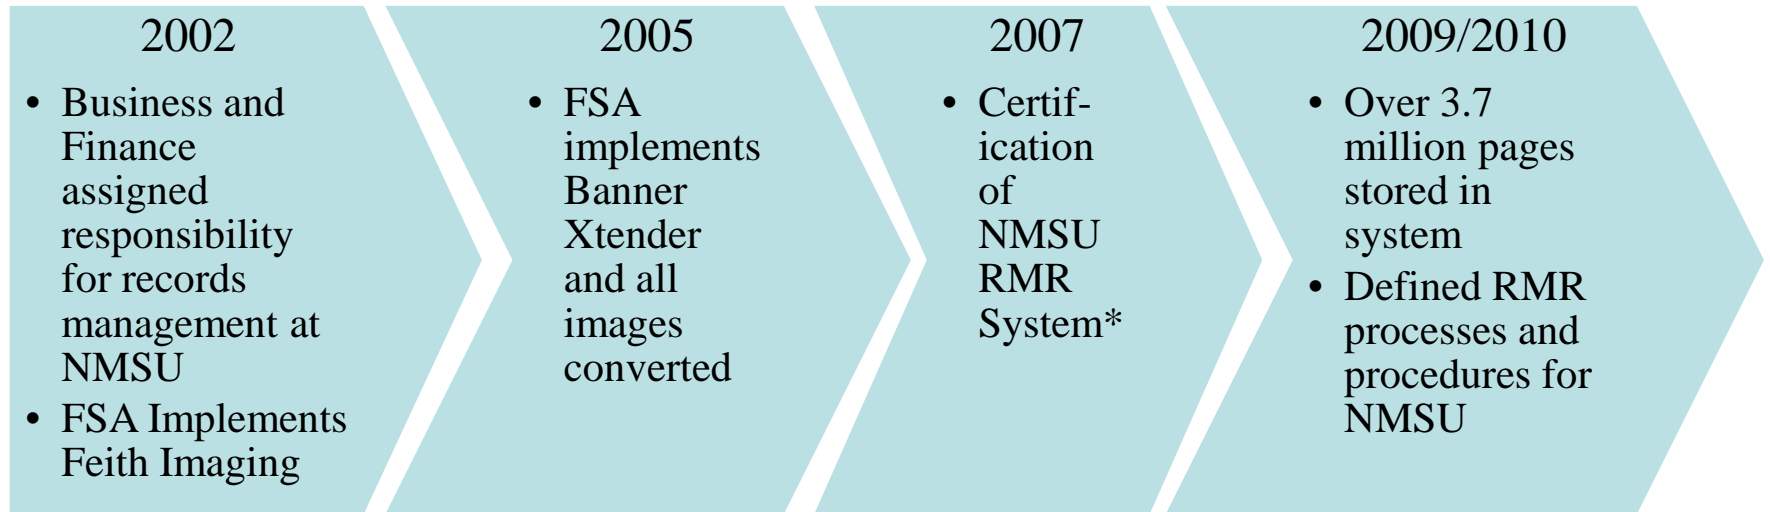 2002
• Business and
Finance
assigned
responsibility
for records
management at
NMSU
• FSA Implements
Feith Imaging
2005
• FSA
implements
Banner
Xtender
and all
images
converted
2007
• Certif-
ication
of
NMSU
RMR
System*
2009/2010
• Over 3.7
million pages
stored in
system
• Defined RMR
processes and
procedures for
NMSU